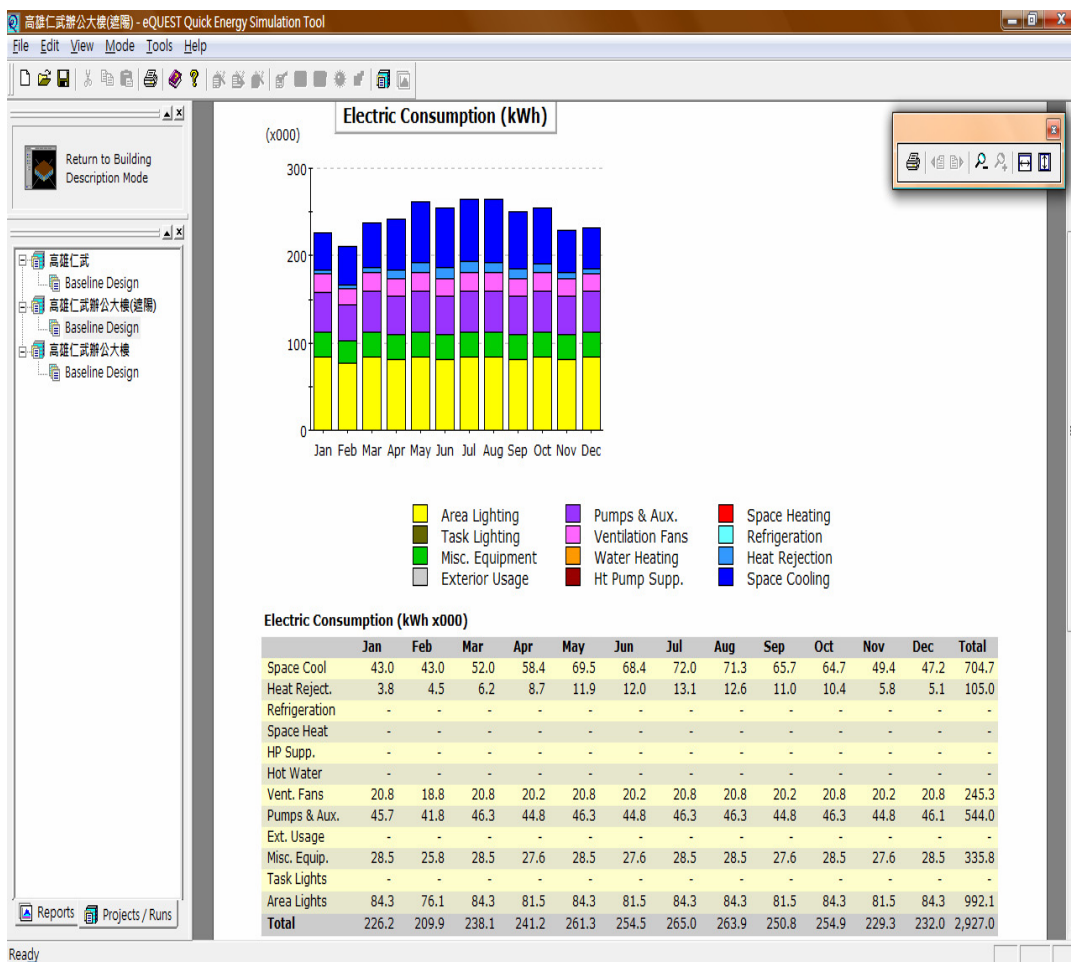 高雄仁武辦公大樓(遮陽) - eQUEST Quick Energy Simulation Tool
File Edit View Mode Tools Help
Return to Building
Description Mode
高雄仁武
Baseline Design
高雄仁武辦公大樓(遮陽)
Baseline Design
高雄仁武辦公大樓
Baseline Design
Reports Projects / Runs
Ready
Electric Consumption (kWh)
(x000)
300
200
100
0
Jan Feb Mar Apr May Jun Jul Aug Sep Oct Nov Dec
Area Lighting Pumps & Aux. Space Heating
Task Lighting Ventilation Fans Refrigeration
Misc. Equipment Water Heating Heat Rejection
Exterior Usage Ht Pump Supp. Space Cooling
Electric Consumption (kWh x000)
Jan Feb Mar Apr May Jun Jul Aug Sep Oct Nov Dec Total
Space Cool 43.0 43.0 52.0 58.4 69.5 68.4 72.0 71.3 65.7 64.7 49.4 47.2 704.7
Heat Reject. 3.8 4.5 6.2 8.7 11.9 12.0 13.1 12.6 11.0 10.4 5.8 5.1 105.0
Refrigeration - - - - - - - - - - - - -
Space Heat - - - - - - - - - - - - -
HP Supp. - - - - - - - - - - - - -
Hot Water - - - - - - - - - - - - -
Vent. Fans 20.8 18.8 20.8 20.2 20.8 20.2 20.8 20.8 20.2 20.8 20.2 20.8 245.3
Pumps & Aux. 45.7 41.8 46.3 44.8 46.3 44.8 46.3 46.3 44.8 46.3 44.8 46.1 544.0
Ext. Usage - - - - - - - - - - - - -
Misc. Equip. 28.5 25.8 28.5 27.6 28.5 27.6 28.5 28.5 27.6 28.5 27.6 28.5 335.8
Task Lights - - - - - - - - - - - - -
Area Lights 84.3 76.1 84.3 81.5 84.3 81.5 84.3 84.3 81.5 84.3 81.5 84.3 992.1
Total 226.2 209.9 238.1 241.2 261.3 254.5 265.0 263.9 250.8 254.9 229.3 232.0 2,927.0